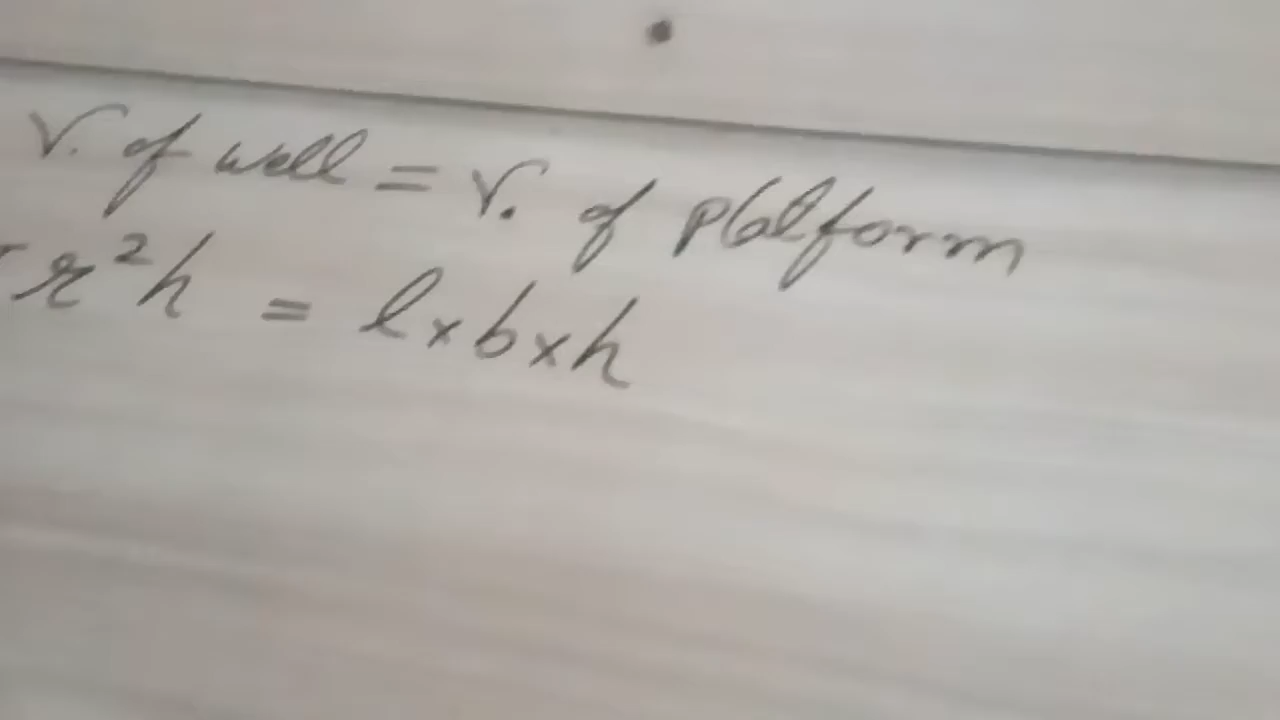 V. of well = V. of platform
r²h = l×b×h